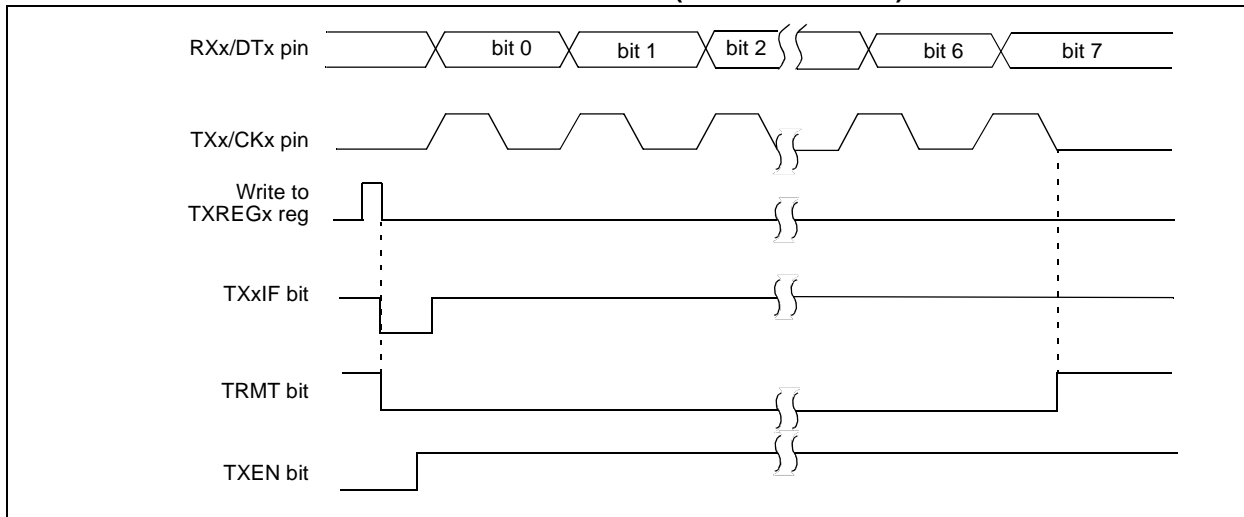 RXx/DTx pin
bit 0
bit 1
bit 2
bit 6
bit 7
TXx/CKx pin
Write to
TXREGx reg
TXxIF bit
TRMT bit
TXEN bit